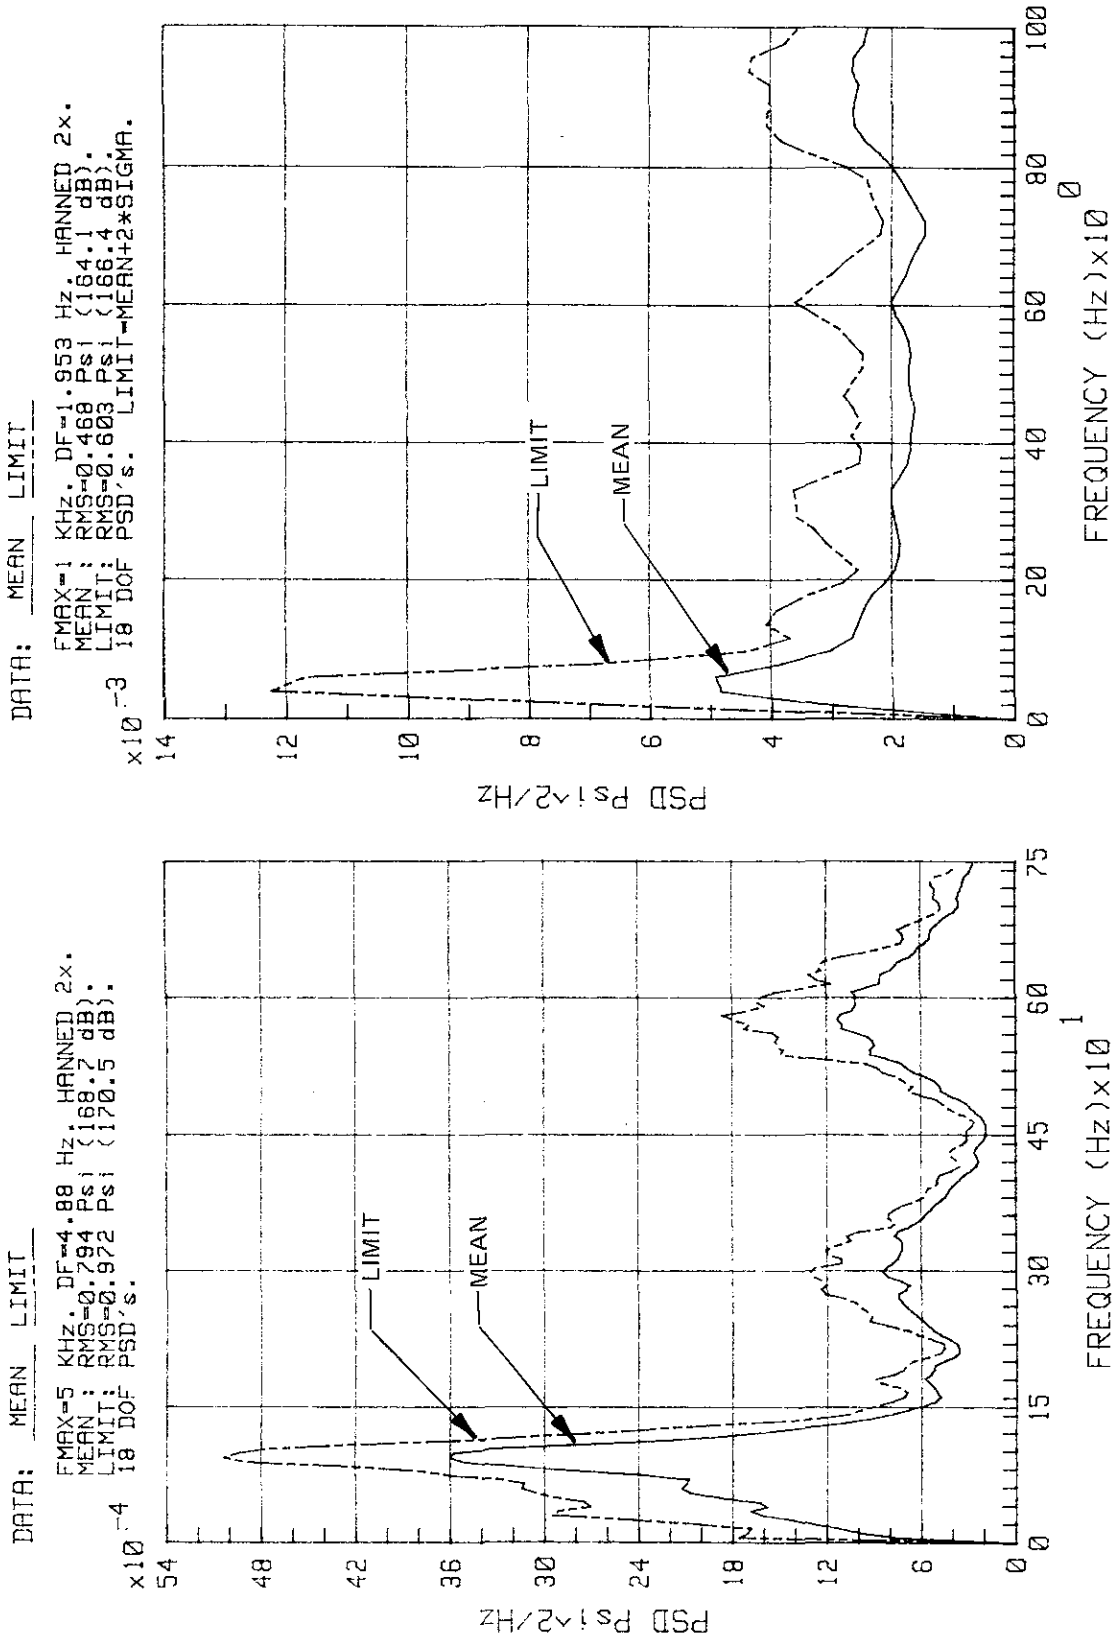 DATA: MEAN LIMIT
FMAX=5 KHz. DF=4.88 Hz. HANNED 2x.
MEAN : RMS=0.794 Psi (168.7 dB).
LIMIT: RMS=0.972 Psi (170.5 dB).
18 DOF PSD's.
x10^-4
54
48
36
30
18
12
6
0
PSD Psi^2/Hz
LIMIT
MEAN
0
15
30
45
60
75
FREQUENCY (Hz)x10^1
DATA: MEAN LIMIT
FMAX=1 KHz. DF=1.953 Hz. HANNED 2x.
MEAN : RMS=0.468 Psi (164.1 dB).
LIMIT: RMS=0.603 Psi (166.4 dB).
18 DOF PSD's. LIMIT=MEAN+2*SIGMA.
x10^-3
14
12
10
8
6
4
2
0
PSD Psi^2/Hz
LIMIT
MEAN
0
20
40
60
80
100
FREQUENCY (Hz)x10^0